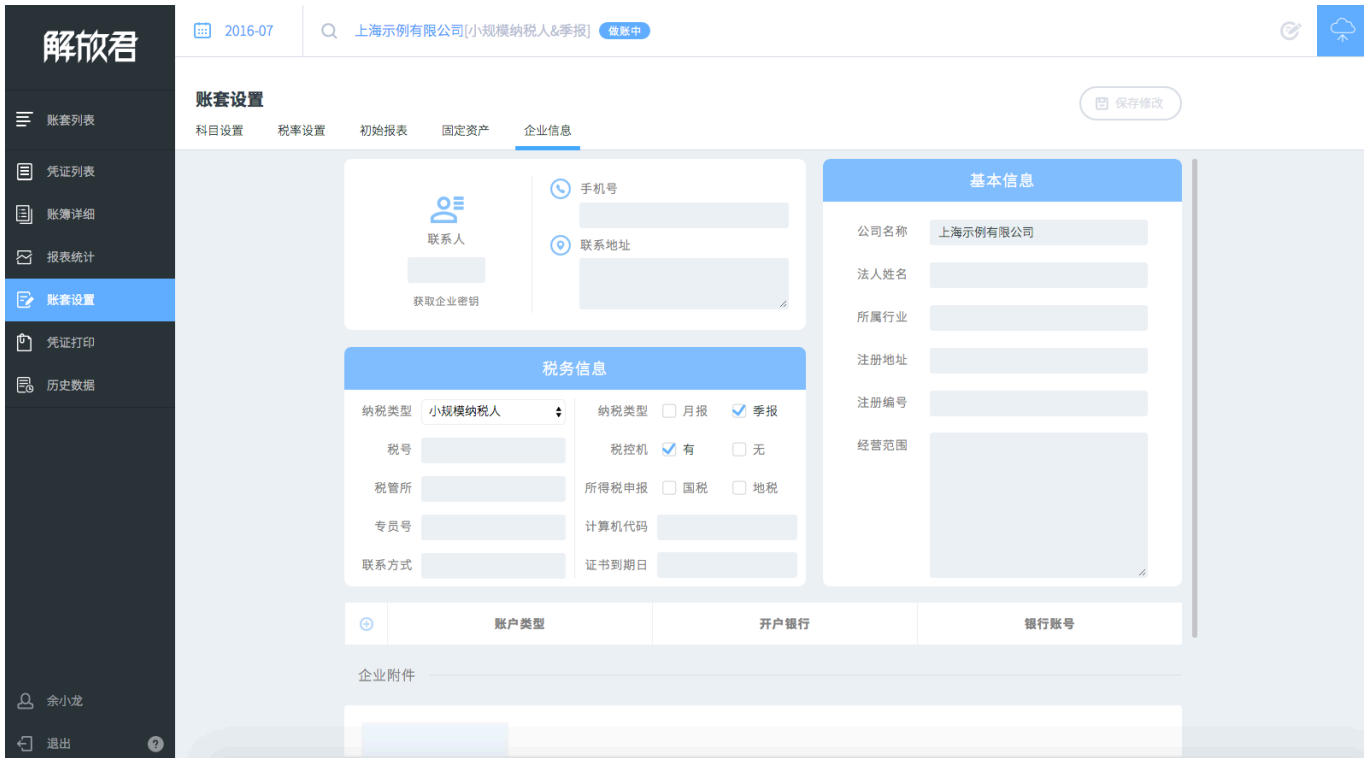 解放君
账套列表
凭证列表
账簿详细
报表统计
账套设置
凭证打印
历史数据
余小龙
退出 ?
2016-07
上海示例有限公司[小规模纳税人&季报] 做账中
账套设置
保存修改
科目设置 税率设置 初始报表 固定资产 企业信息
联系人
获取企业密钥
手机号
联系地址
税务信息
纳税类型 小规模纳税人 纳税类型 月报 季报
税号 税控机 有 无
税管所 所得税申报 国税 地税
专员号 计算机代码
联系方式 证书到期日
基本信息
公司名称 上海示例有限公司
法人姓名
所属行业
注册地址
注册编号
经营范围
账户类型 开户银行 银行账号
企业附件